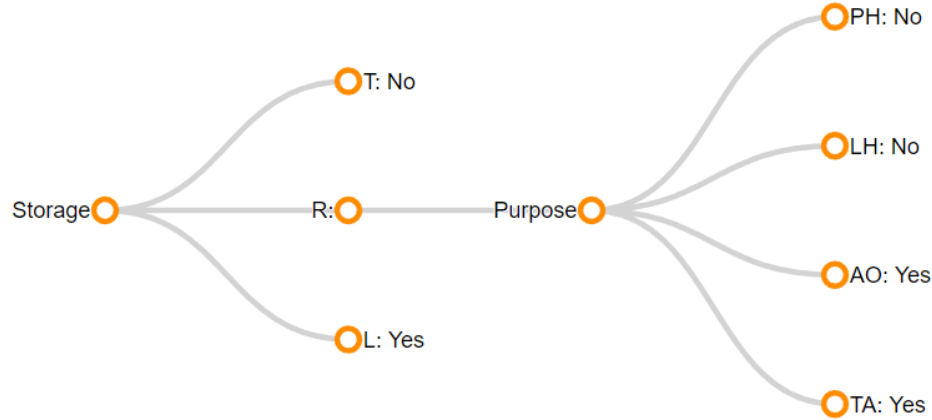 Storage
T: No
R:
L: Yes
Purpose
PH: No
LH: No
AO: Yes
TA: Yes